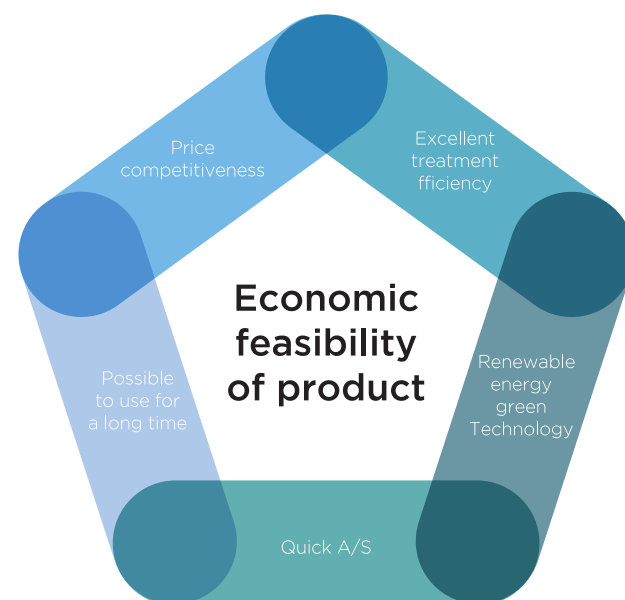 Price
competitiveness
Excellent
treatment
fficiency
Economic
feasibility
of product
Possible
to use for
a long time
Renewable
energy
green
Technology
Quick A/S